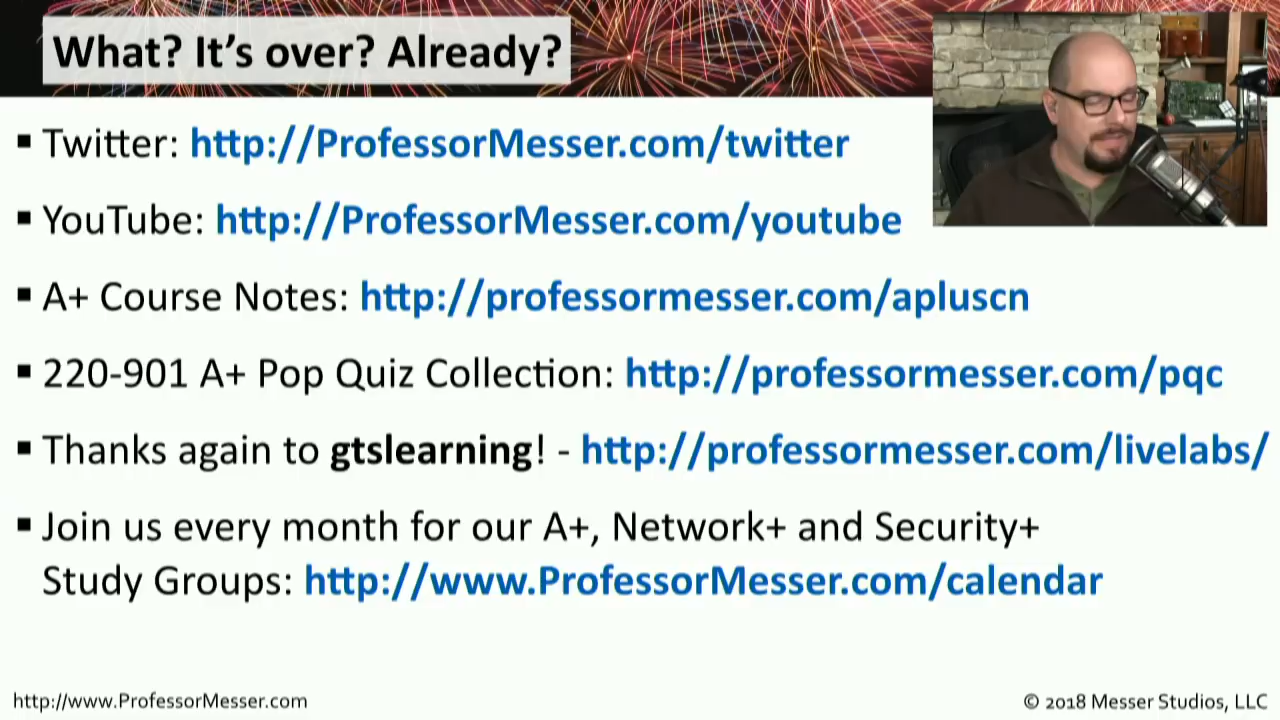 What? It's over? Already?
▪ Twitter: http://ProfessorMesser.com/twitter
▪ YouTube: http://ProfessorMesser.com/youtube
▪ A+ Course Notes: http://professormesser.com/apluscn
▪ 220-901 A+ Pop Quiz Collection: http://professormesser.com/pqc
▪ Thanks again to gtslearning! - http://professormesser.com/livelabs/
▪ Join us every month for our A+, Network+ and Security+
Study Groups: http://www.ProfessorMesser.com/calendar
http://www.ProfessorMesser.com
© 2018 Messer Studios, LLC